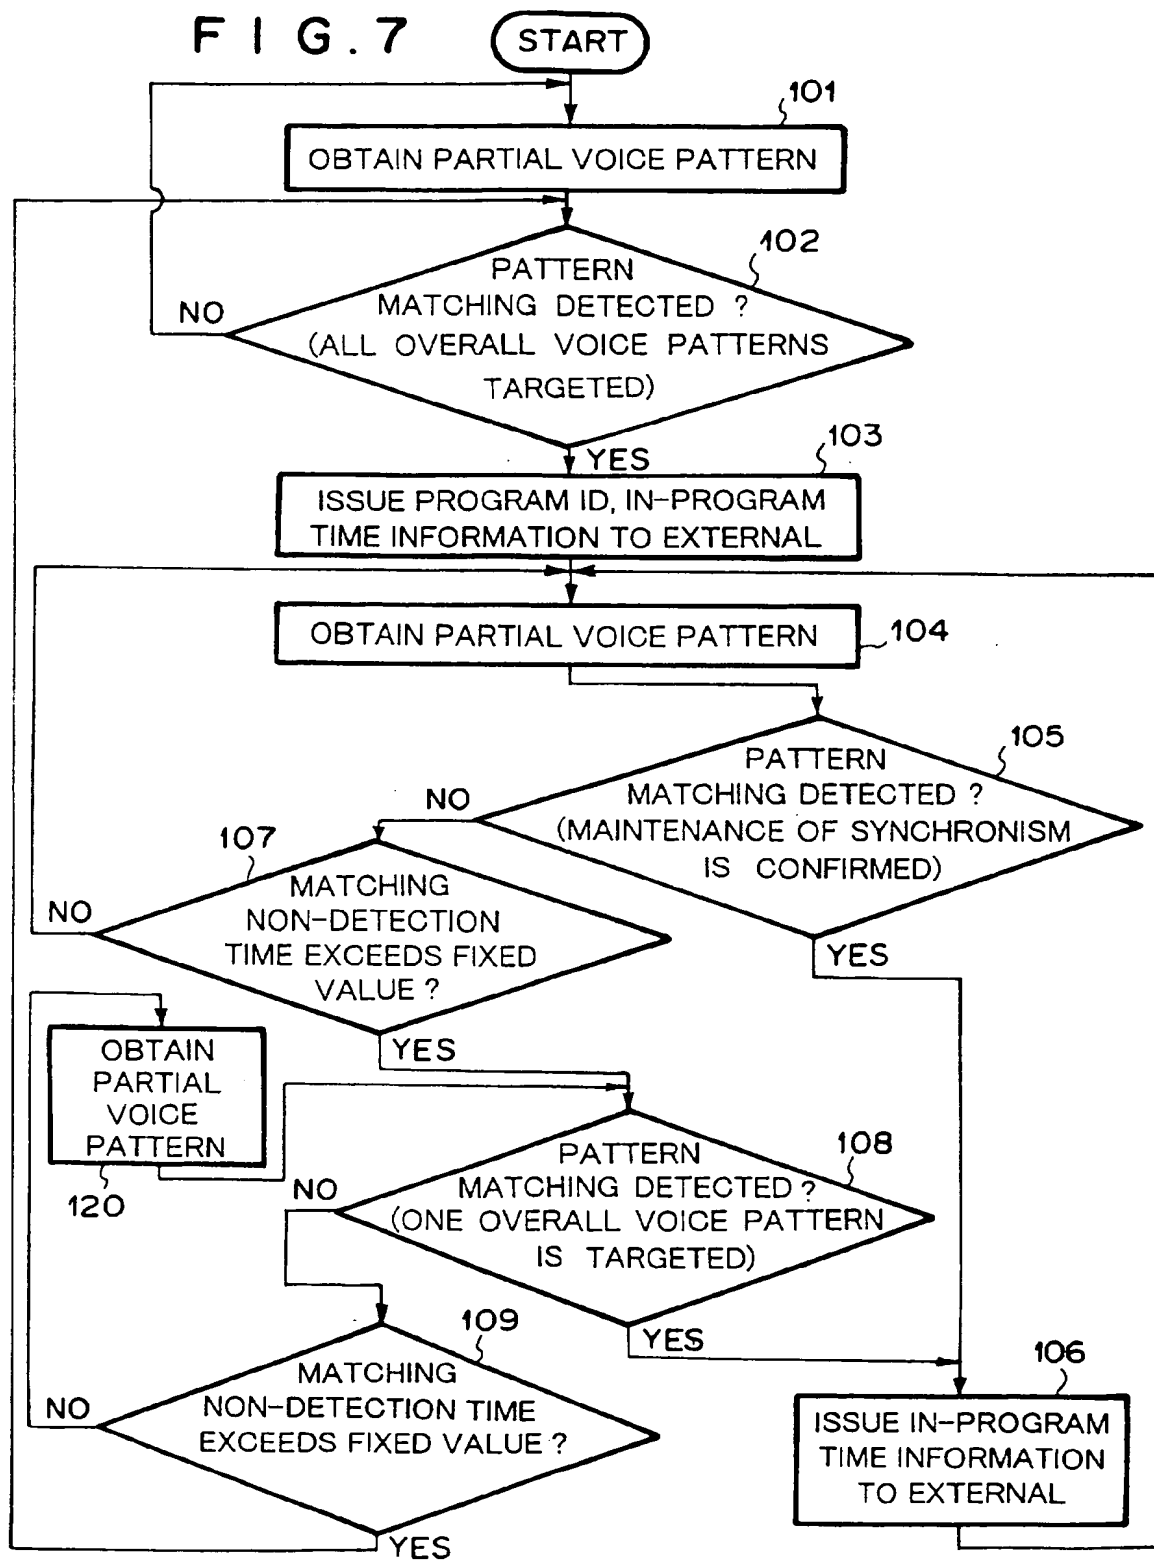 FIG.7
START
101
OBTAIN PARTIAL VOICE PATTERN
102
PATTERN
MATCHING DETECTED ?
(ALL OVERALL VOICE PATTERNS
TARGETED)
NO
YES
103
ISSUE PROGRAM ID, IN-PROGRAM
TIME INFORMATION TO EXTERNAL
OBTAIN PARTIAL VOICE PATTERN
104
105
PATTERN
MATCHING DETECTED ?
(MAINTENANCE OF SYNCHRONISM
IS CONFIRMED)
NO
YES
107
MATCHING
NON-DETECTION
TIME EXCEEDS FIXED
VALUE ?
NO
YES
OBTAIN
PARTIAL
VOICE
PATTERN
120
108
PATTERN
MATCHING DETECTED ?
(ONE OVERALL VOICE PATTERN
IS TARGETED)
NO
YES
109
MATCHING
NON-DETECTION TIME
EXCEEDS FIXED VALUE ?
NO
YES
106
ISSUE IN-PROGRAM
TIME INFORMATION
TO EXTERNAL